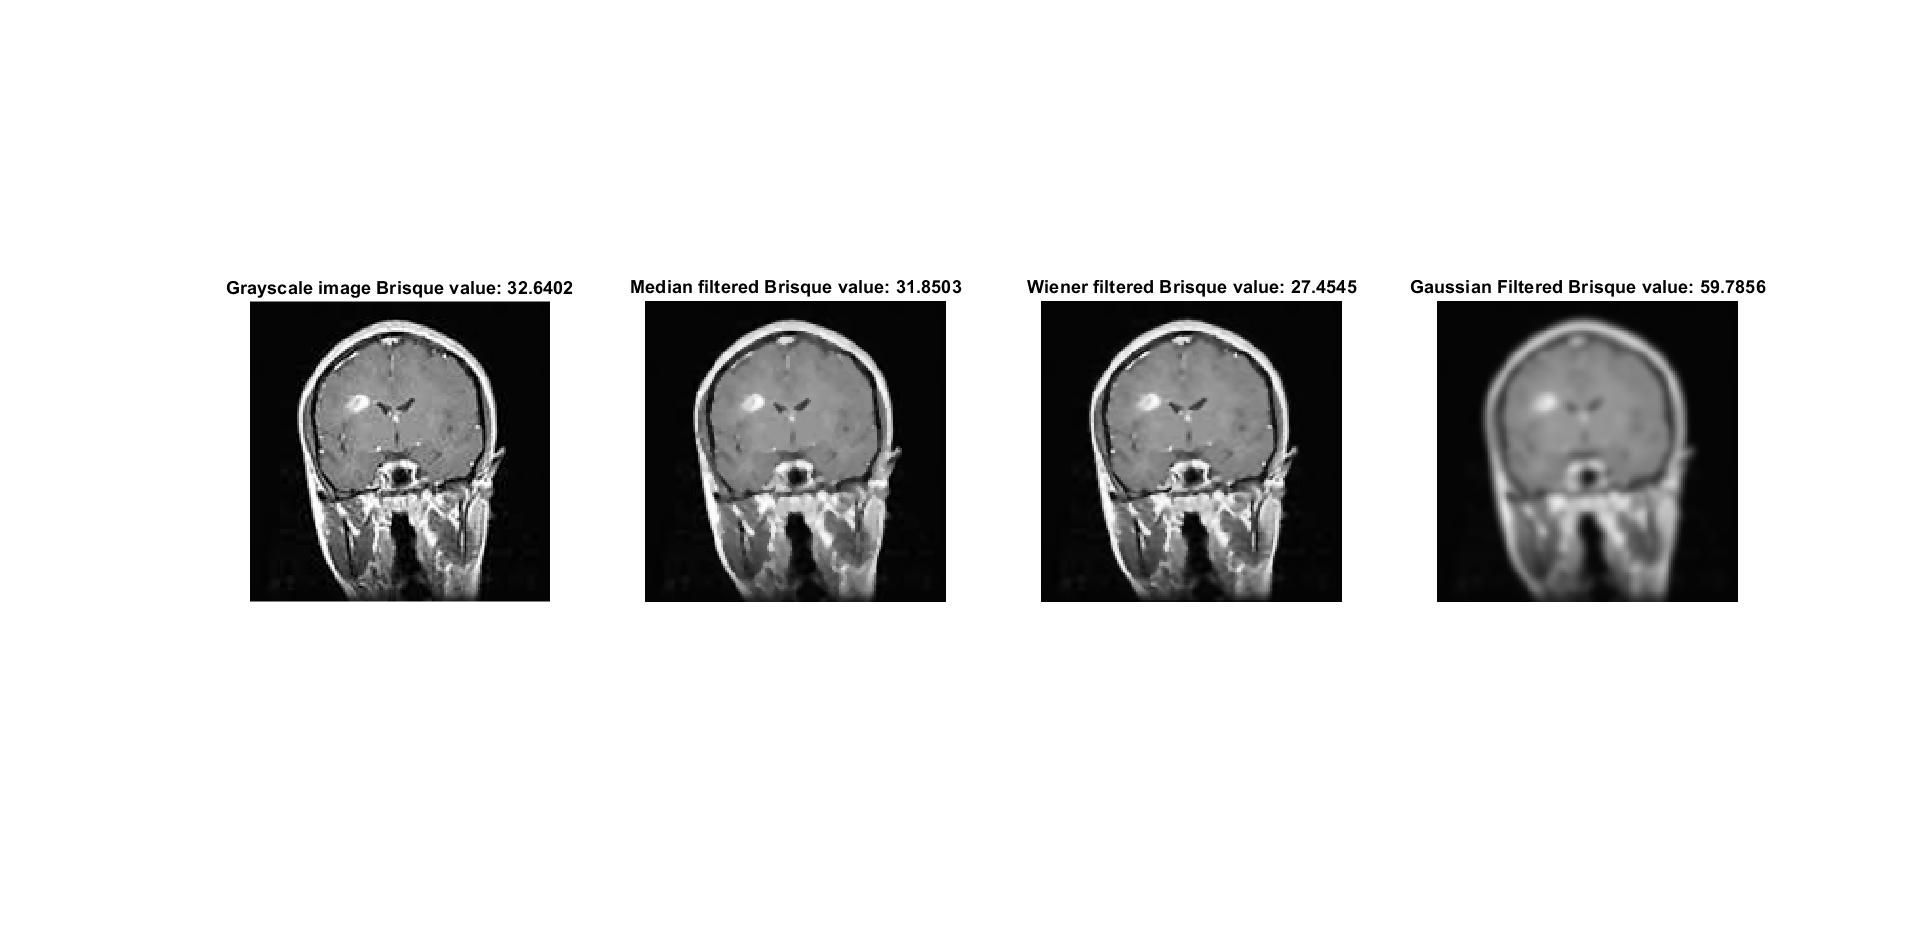 Grayscale image Brisque value: 32.6402
Median filtered Brisque value: 31.8503
Wiener filtered Brisque value: 27.4545
Gaussian Filtered Brisque value: 59.7856